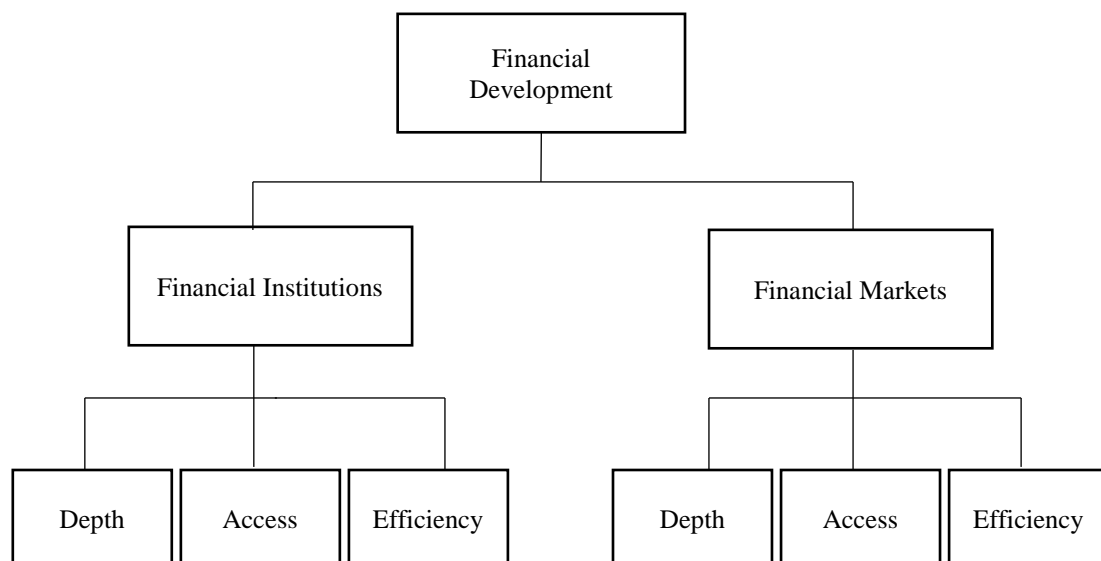 Financial
Development
Financial Institutions
Financial Markets
Depth
Access
Efficiency
Depth
Access
Efficiency